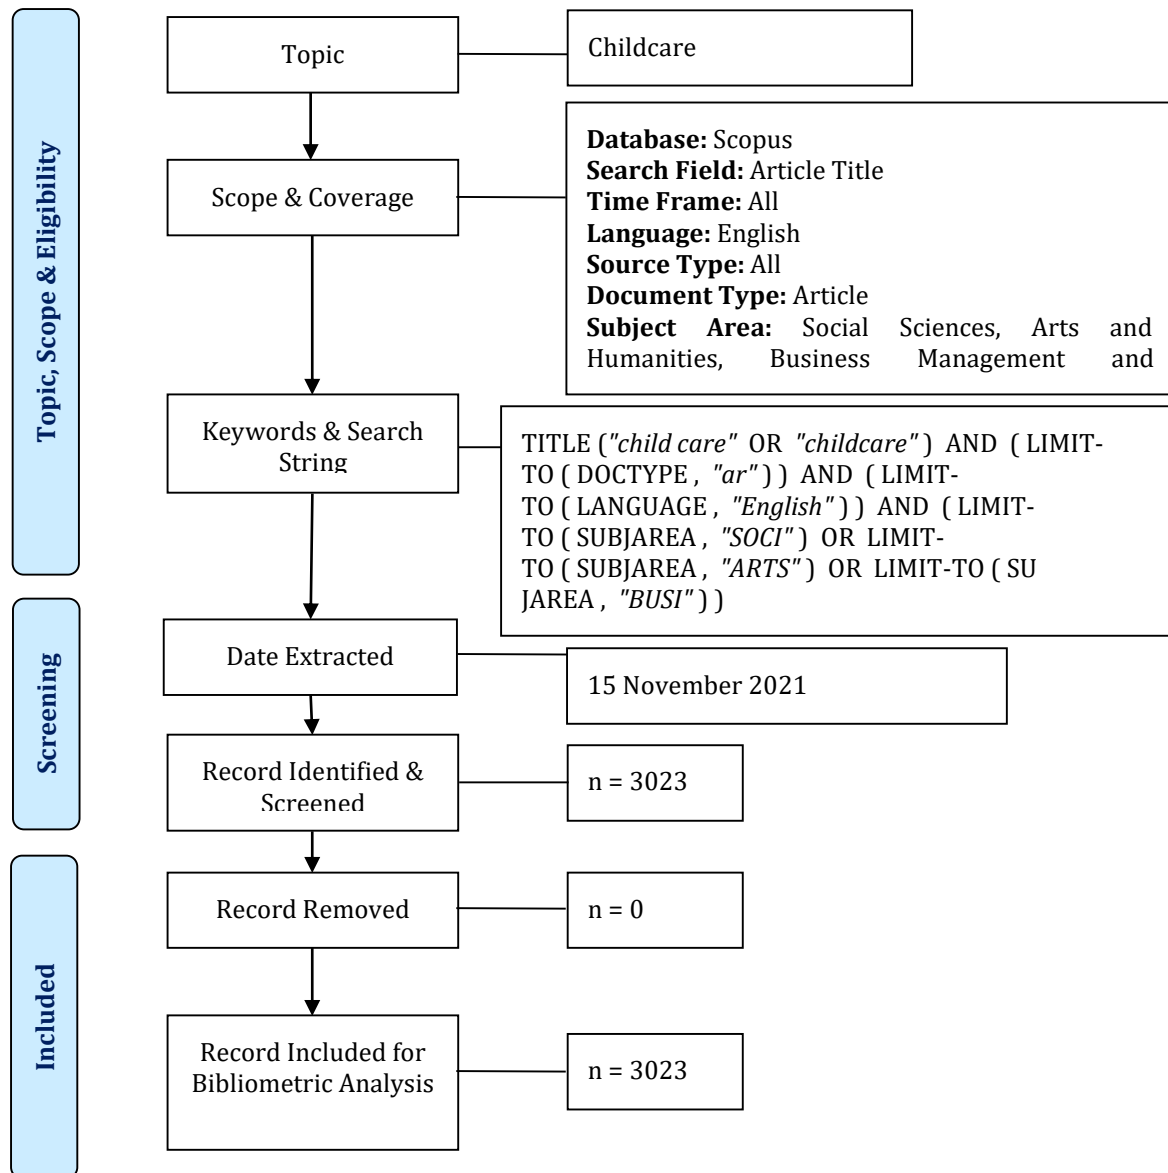 Topic, Scope & Eligibility
Topic
Childcare
Scope & Coverage
Database: Scopus
Search Field: Article Title
Time Frame: All
Language: English
Source Type: All
Document Type: Article
Subject Area: Social Sciences, Arts and
Humanities, Business Management and
Keywords & Search
String
TITLE ("child care" OR "childcare") AND ( LIMIT-
TO ( DOCTYPE , "ar" ) ) AND ( LIMIT-
TO ( LANGUAGE , "English" ) ) AND ( LIMIT-
TO ( SUBJAREA , "SOCI" ) OR LIMIT-
TO ( SUBJAREA , "ARTS" ) OR LIMIT-TO ( SU
JAREA , "BUSI" ) )
Screening
Date Extracted
15 November 2021
Record Identified &
Screened
n = 3023
Included
Record Removed
n = 0
Record Included for
Bibliometric Analysis
n = 3023